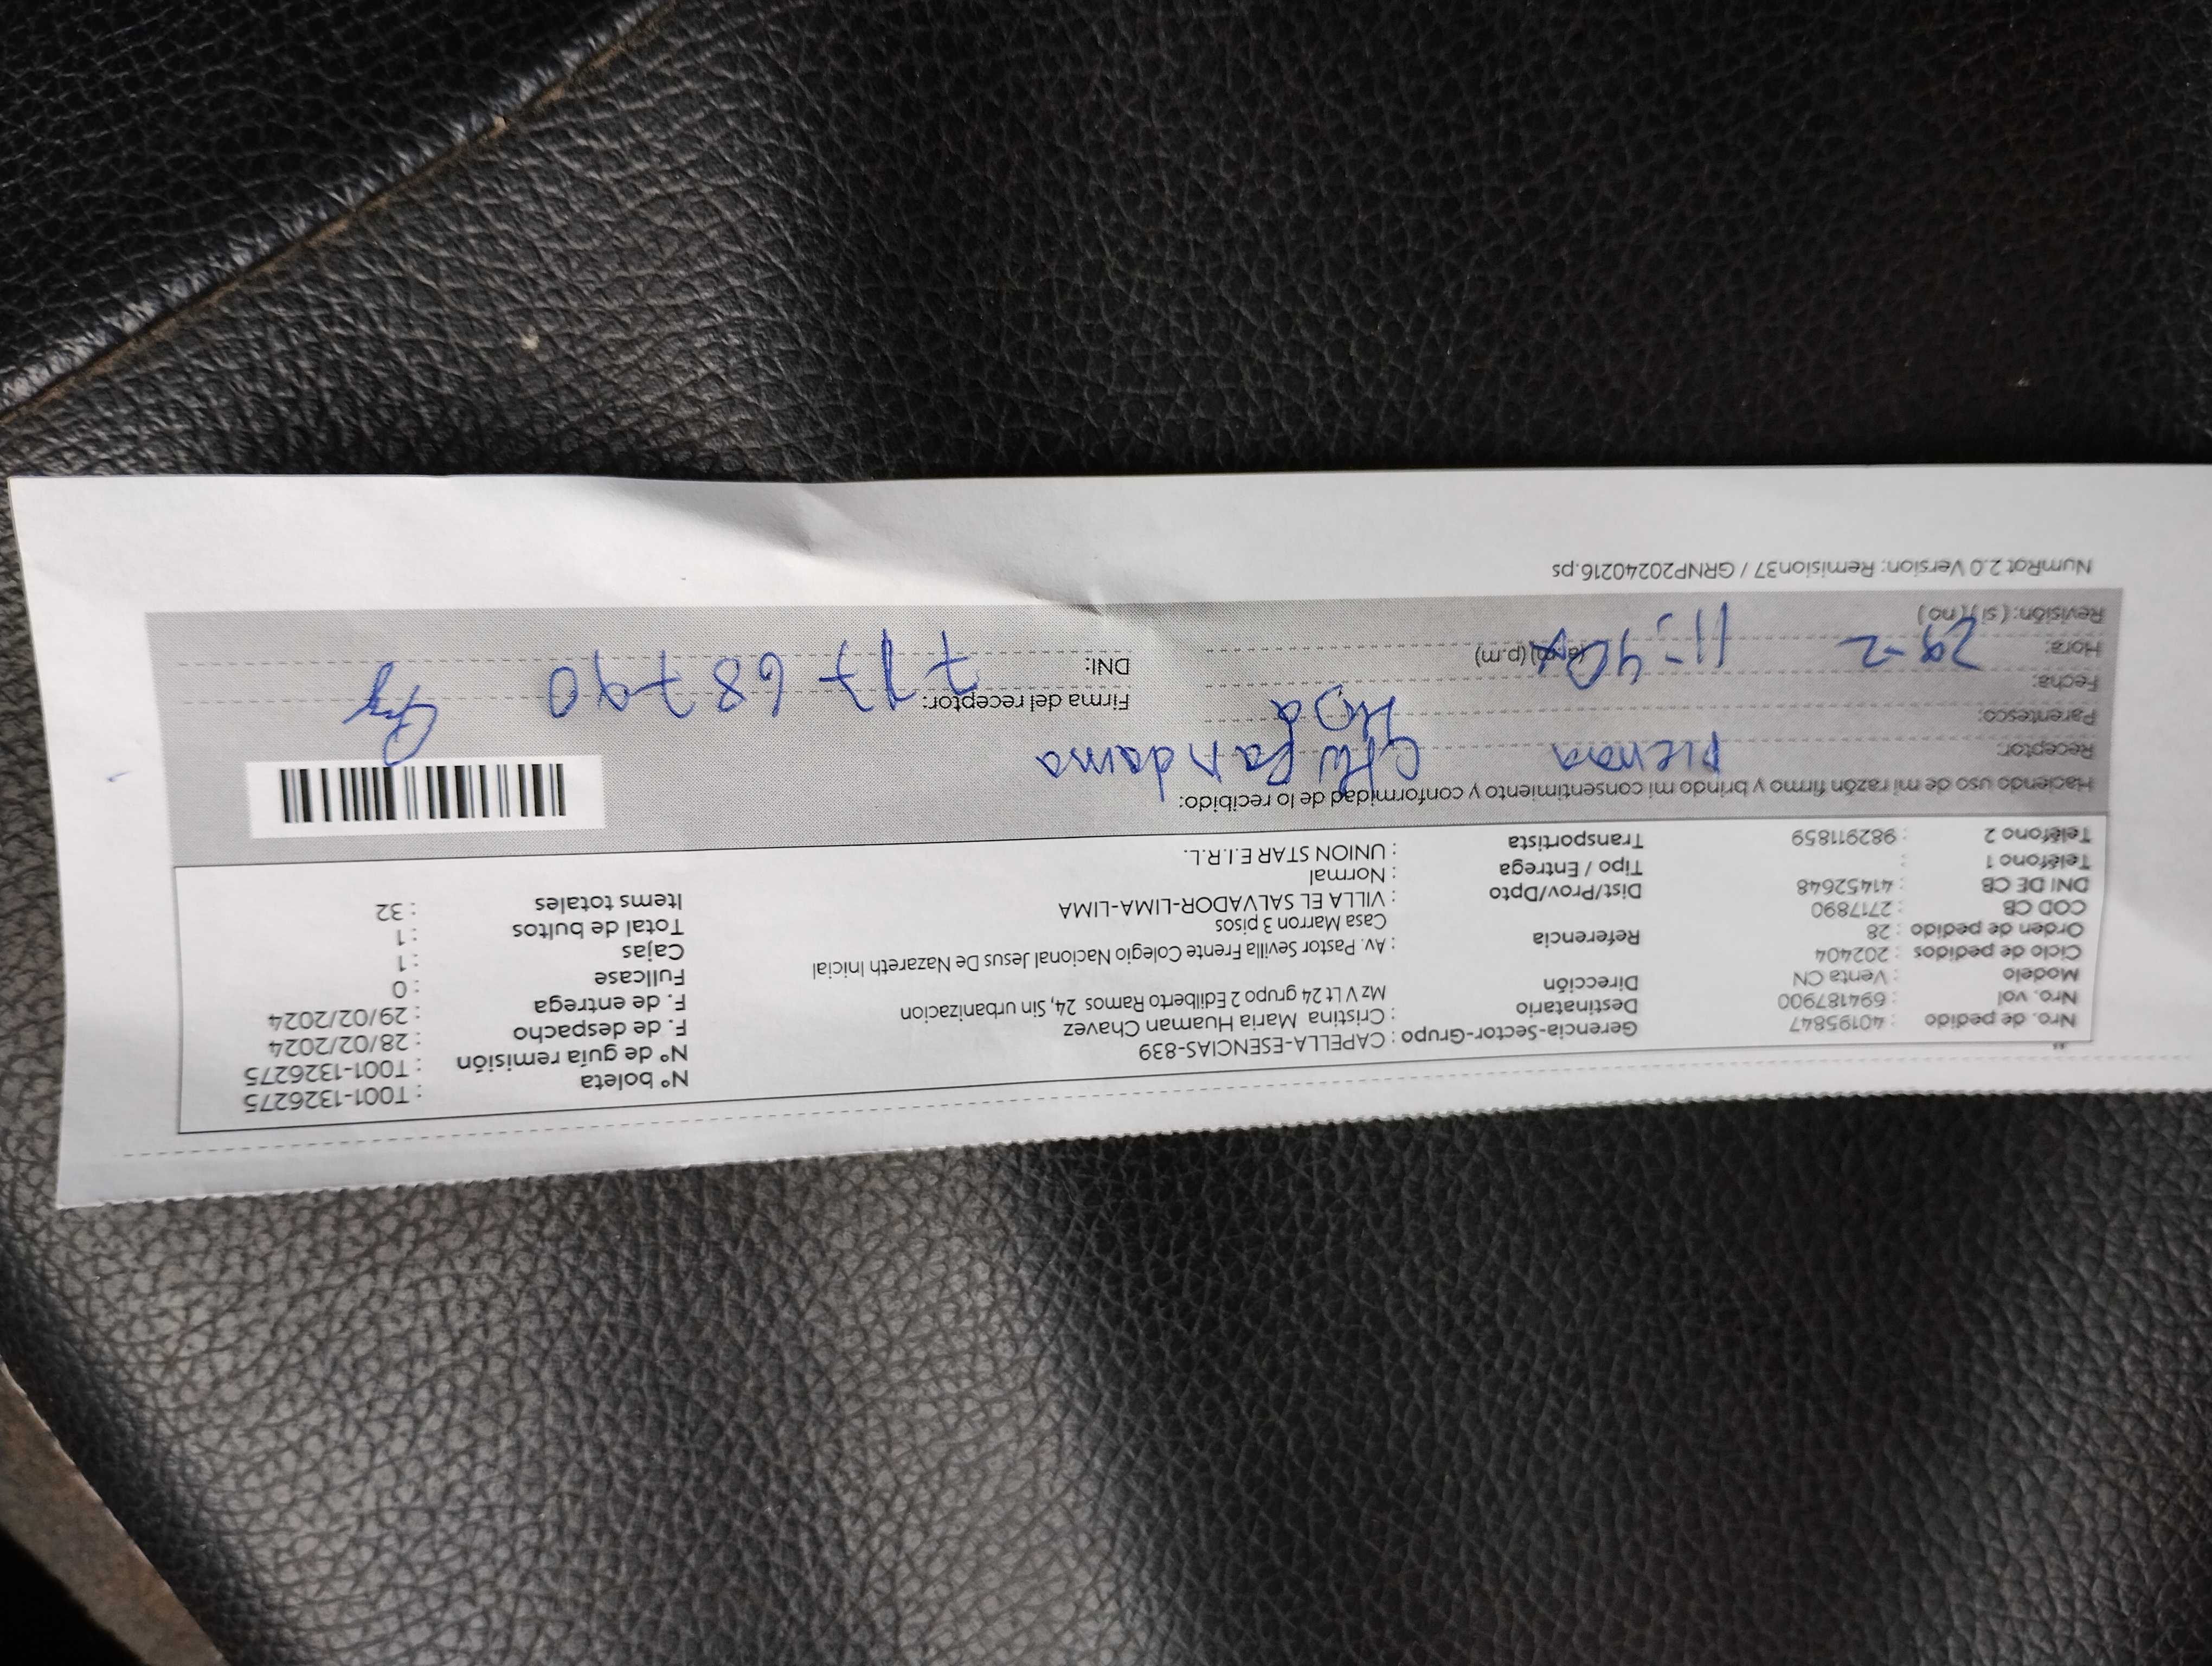 Nro. de pedido : 40195847 Gerencia-Sector-Grupo : CAPELLA-ESENCIAS-839 N° boleta : T001-1326275
Nro. vol : 694187900 Destinatario : Cristina Maria Huaman Chavez N° de guía remisión : T001-1326275
Modelo : Venta CN Dirección Mz V Lt 24 grupo 2 Edilberto Ramos 24, Sin urbanizacion F. de despacho : 28/02/2024
Ciclo de pedidos : 202404 : Av. Pastor Sevilla Frente Colegio Nacional Jesus De Nazareth Inicial F. de entrega : 29/02/2024
Orden de pedido : 28 Referencia Casa Marron 3 pisos Fullcase : 0
COD CB : 2717890 Cajas : 1
DNI DE CB : 41452648 Dist/Prov/Dpto : VILLA EL SALVADOR-LIMA-LIMA Total de bultos : 1
Teléfono 1 : Tipo / Entrega : Normal Items totales : 32
Teléfono 2 : 982911859 Transportista : UNION STAR E.I.R.L.
Haciendo uso de mi razón firmo y brindo mi consentimiento y conformidad de lo recibido:
Receptor:
Parentesco: Firma del receptor:
Fecha: 29-2 DNI:
Hora: 11:40 (a.m) (p.m)
Revisión: ( si ) ( no )
NumRot 2.0 Version: Remision37 / GRNP20240216.ps